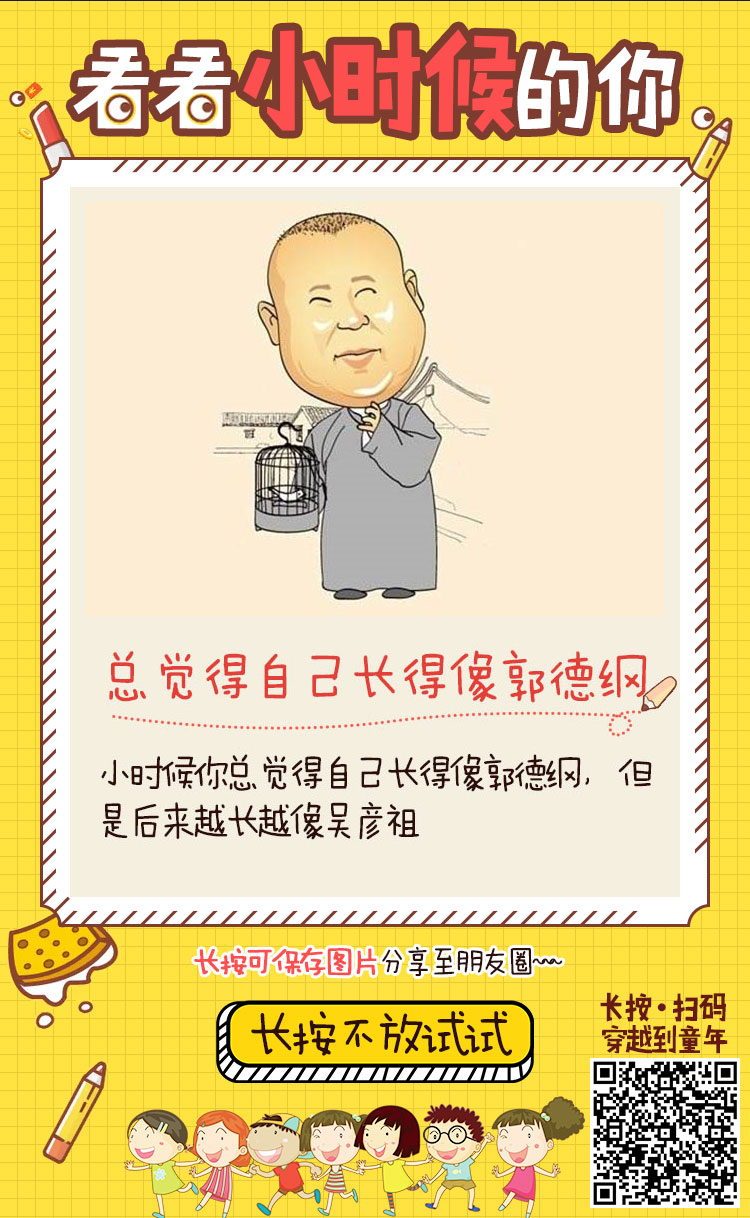 看看小时候的你
总觉得自己长得像郭德纲
小时候你总觉得自己长得像郭德纲，但
是后来越长越像吴彦祖
长按可保存图片分享至朋友圈~~
长按不放试试
长按·扫码
穿越到童年